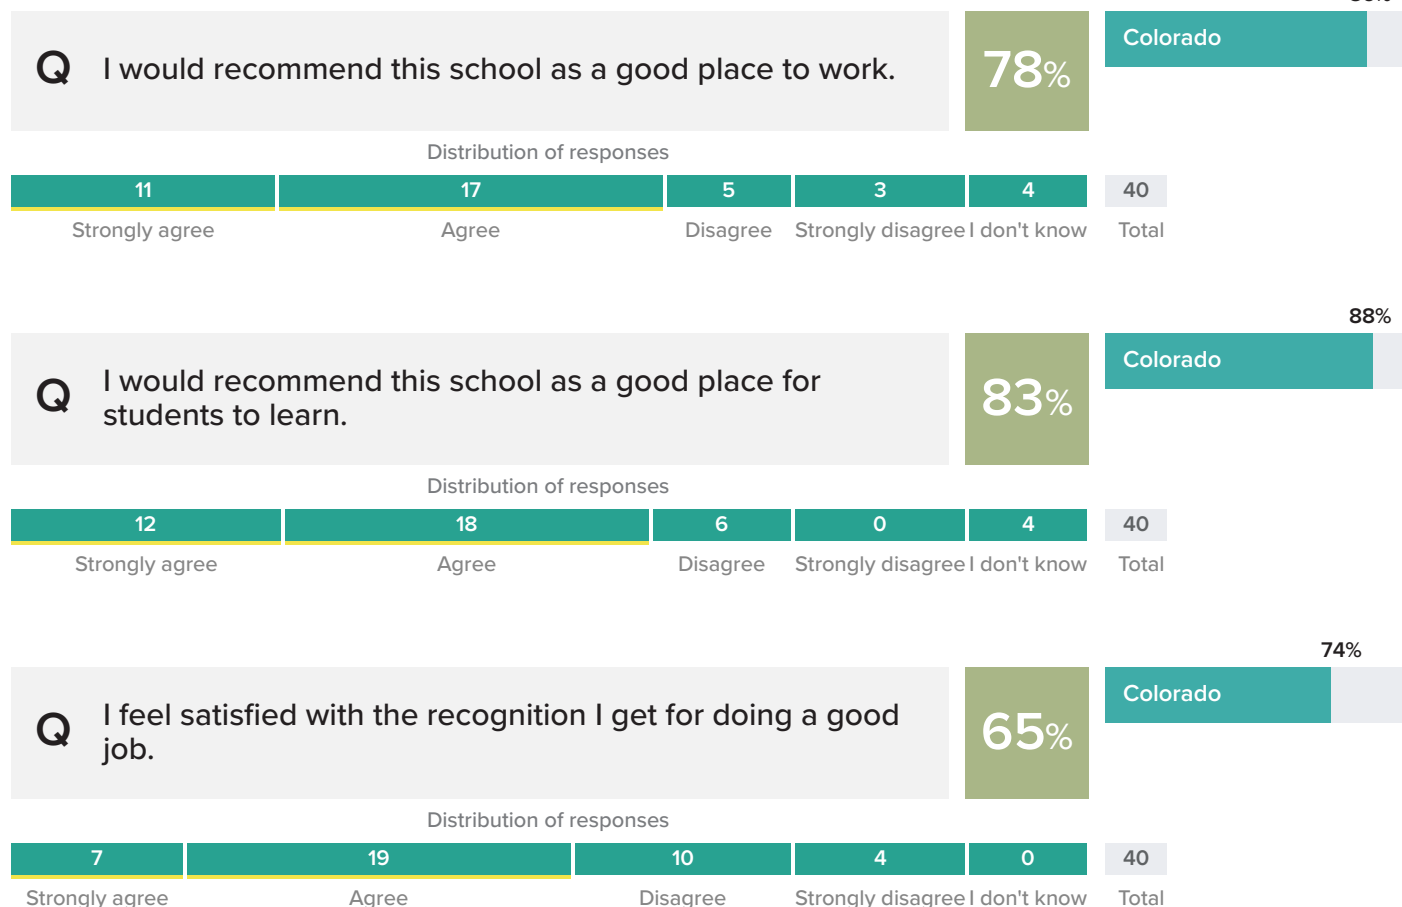 Q I would recommend this school as a good place to work. 78% Colorado
Distribution of responses
11 17 5 3 4 40
Strongly agree Agree Disagree Strongly disagree I don't know Total
88%
Q I would recommend this school as a good place for
students to learn. 83% Colorado
Distribution of responses
12 18 6 0 4 40
Strongly agree Agree Disagree Strongly disagree I don't know Total
74%
Q I feel satisfied with the recognition I get for doing a good
job. 65% Colorado
Distribution of responses
7 19 10 4 0 40
Strongly agree Agree Disagree Strongly disagree I don't know Total